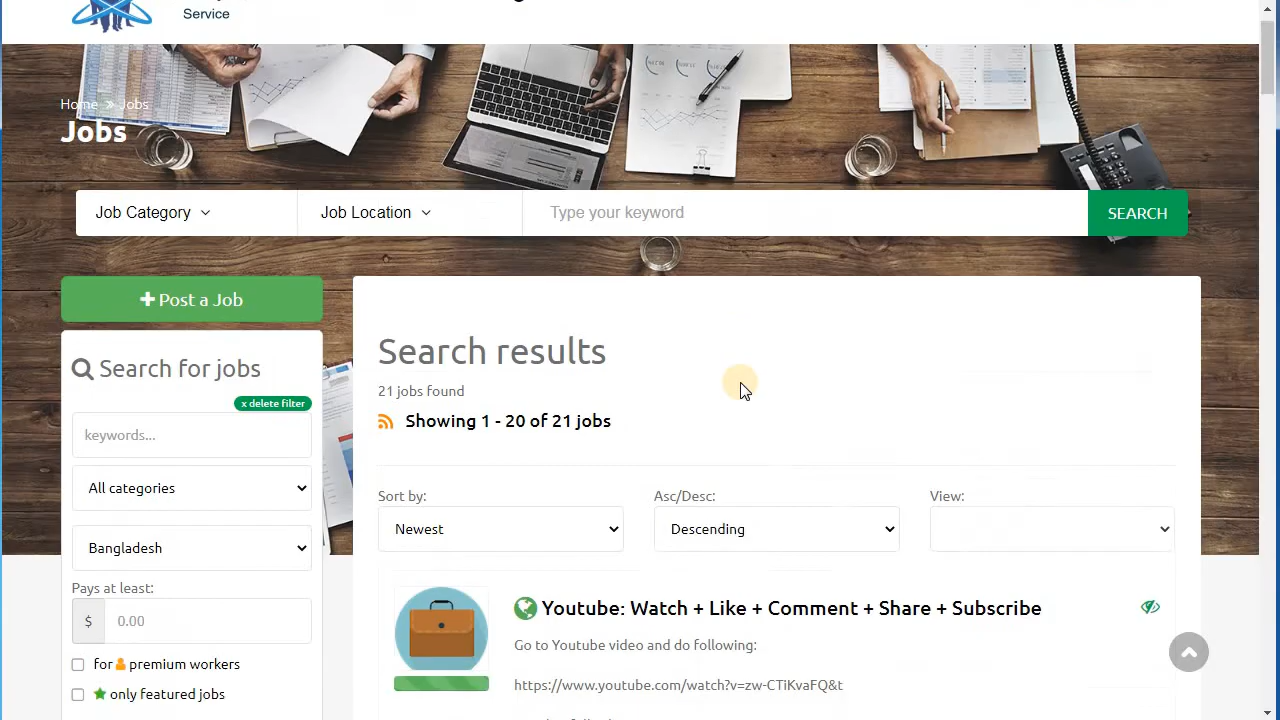 Service
Home » Jobs
Jobs
Job Category
Job Location
Type your keyword
SEARCH
Post a Job
Search for jobs
x delete filter
keywords...
All categories
Bangladesh
Pays at least:
$ 0.00
for premium workers
only featured jobs
Search results
21 jobs found
Showing 1 - 20 of 21 jobs
Sort by:
Asc/Desc:
View:
Newest
Descending
Youtube: Watch + Like + Comment + Share + Subscribe
Go to Youtube video and do following:
https://www.youtube.com/watch?v=zw-CTiKvaFQ&t